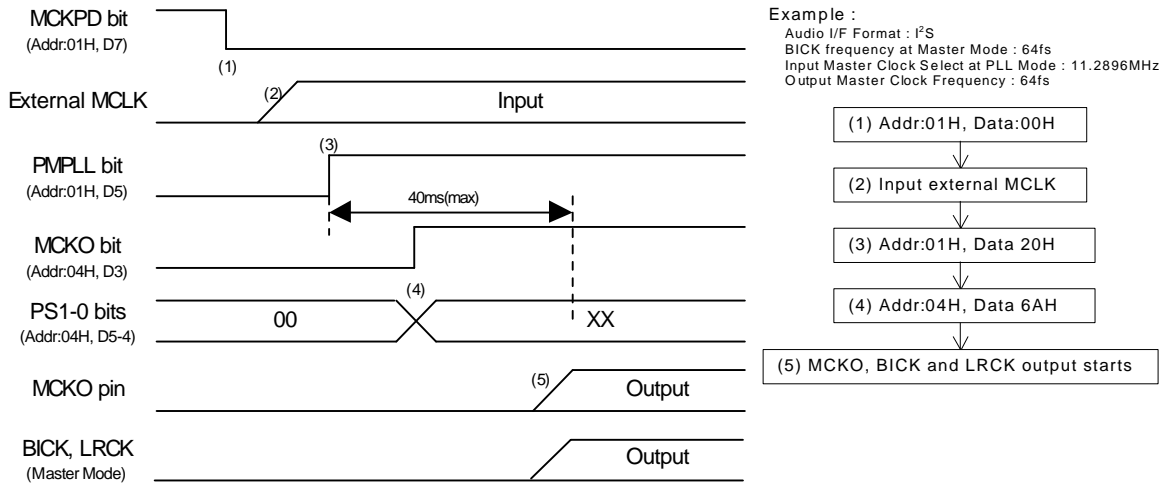 MCKPD bit
(Addr:01H, D7)
(1)
External MCLK
(2)
Input
PMPLL bit
(Addr:01H, D5)
(3)
40ms(max)
MCKO bit
(Addr:04H, D3)
PS1-0 bits
(Addr:04H, D5-4)
00
(4)
XX
MCKO pin
(5)
Output
BICK, LRCK
(Master Mode)
Output
Example :
Audio I/F Format : I²S
BICK frequency at Master Mode : 64fs
Input Master Clock Select at PLL Mode : 11.2896MHz
Output Master Clock Frequency : 64fs
(1) Addr:01H, Data:00H
(2) Input external MCLK
(3) Addr:01H, Data 20H
(4) Addr:04H, Data 6AH
(5) MCKO, BICK and LRCK output starts